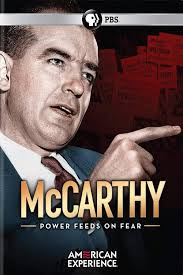 PBS
McCARTHY
POWER FEEDS ON FEAR
AMERICAN
EXPERIENCE